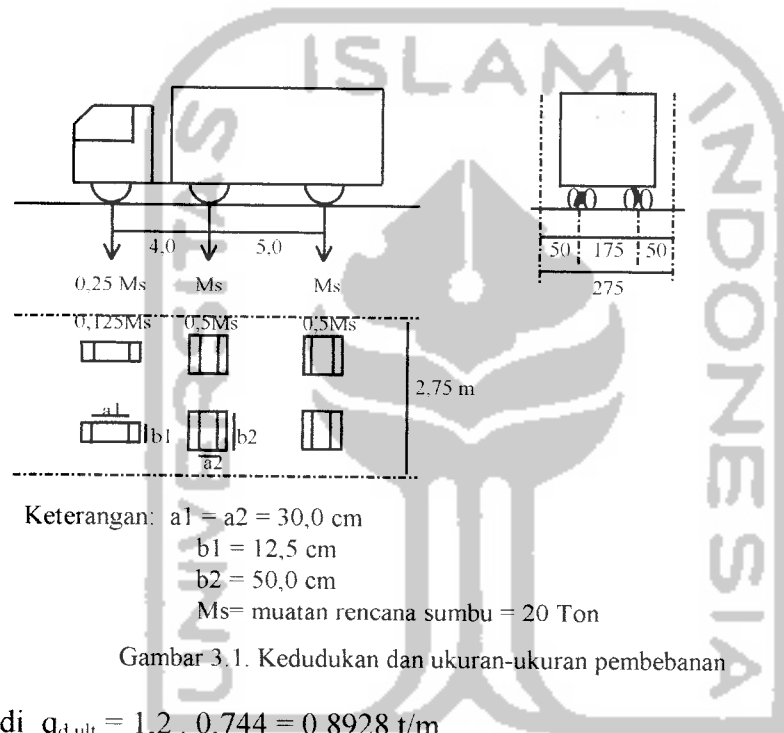 ISLAM
UNIVERSITAS
INDONESIA
4,0 5,0
0,25 Ms Ms Ms
0,125Ms 0,5Ms 0,5Ms
a1
b1
b2
a2
2,75 m
50 175 50
275
Keterangan: a1 = a2 = 30,0 cm
b1 = 12,5 cm
b2 = 50,0 cm
Ms= muatan rencana sumbu = 20 Ton
Gambar 3.1. Kedudukan dan ukuran-ukuran pembebanan
di q d ult = 1,2 . 0,744 = 0,8928 t/m